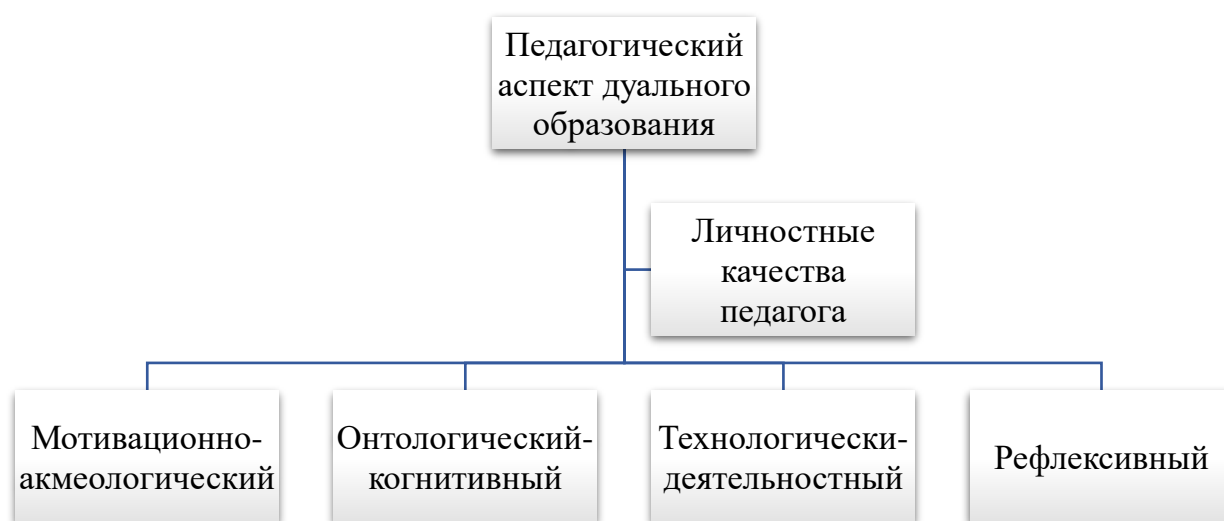 Педагогический
аспект дуального
образования
Личностные
качества
педагога
Мотивационно-
акмеологический
Онтологический-
когнитивный
Технологически-
деятельностный
Рефлексивный